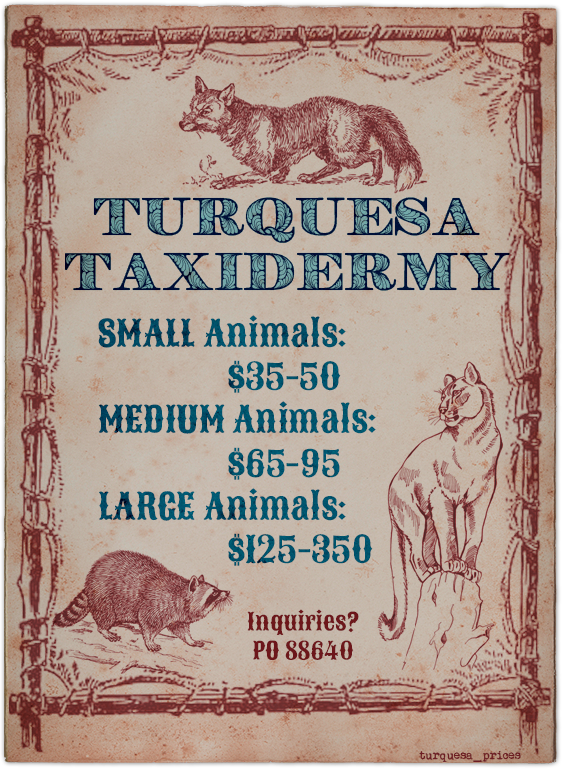 TURQUESA
TAXIDERMY
SMALL Animals:
$35-50
MEDIUM Animals:
$65-95
LARGE Animals:
$125-350
Inquiries?
PO 88640
turquesa_prices